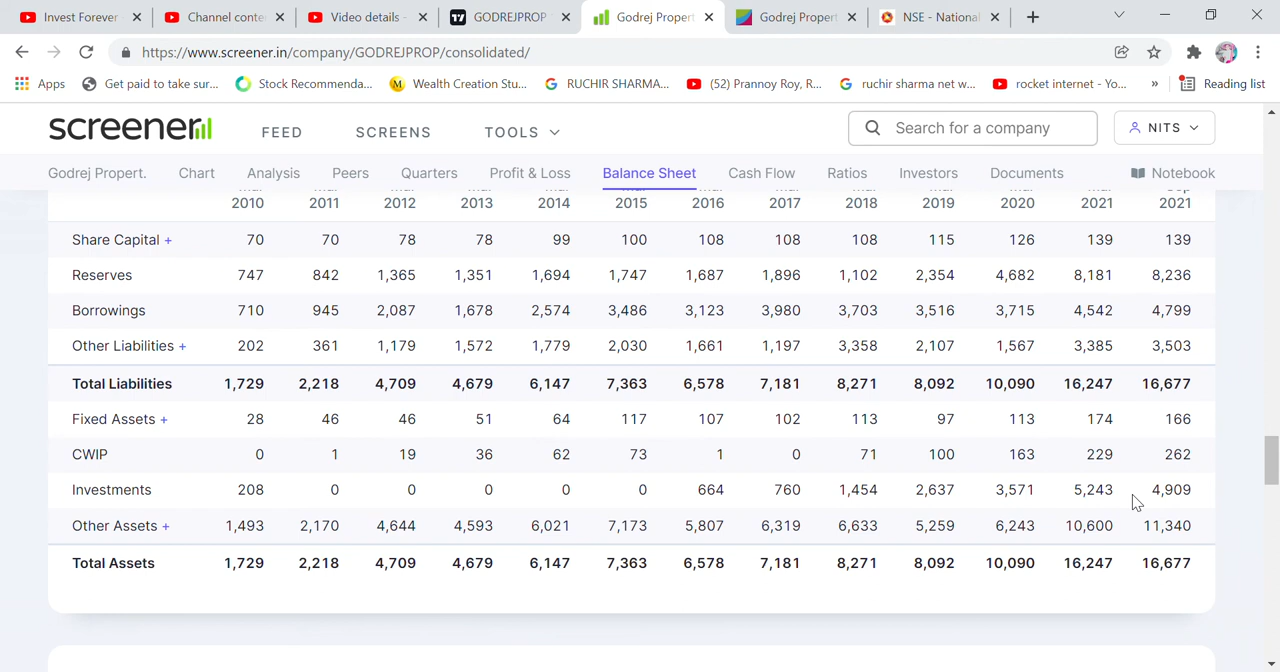 Invest Forever Channel conte Video details - GODREJPROP Godrej Propert Godrej Propert NSE - National
https://www.screener.in/company/GODREJPROP/consolidated/
Apps Get paid to take sur... Stock Recommenda... Wealth Creation Stu... RUCHIR SHARMA... (52) Prannoy Roy, R... ruchir sharma net w... rocket internet - Yo... » Reading list
screener FEED SCREENS TOOLS Search for a company NITS
Godrej Propert. Chart Analysis Peers Quarters Profit & Loss Balance Sheet Cash Flow Ratios Investors Documents Notebook
2010 2011 2012 2013 2014 2015 2016 2017 2018 2019 2020 2021 2021
Share Capital + 70 70 78 78 99 100 108 108 108 115 126 139 139
Reserves 747 842 1,365 1,351 1,694 1,747 1,687 1,896 1,102 2,354 4,682 8,181 8,236
Borrowings 710 945 2,087 1,678 2,574 3,486 3,123 3,980 3,703 3,516 3,715 4,542 4,799
Other Liabilities + 202 361 1,179 1,572 1,779 2,030 1,661 1,197 3,358 2,107 1,567 3,385 3,503
Total Liabilities 1,729 2,218 4,709 4,679 6,147 7,363 6,578 7,181 8,271 8,092 10,090 16,247 16,677
Fixed Assets + 28 46 46 51 64 117 107 102 113 97 113 174 166
CWIP 0 1 19 36 62 73 1 0 71 100 163 229 262
Investments 208 0 0 0 0 0 664 760 1,454 2,637 3,571 5,243 4,909
Other Assets + 1,493 2,170 4,644 4,593 6,021 7,173 5,807 6,319 6,633 5,259 6,243 10,600 11,340
Total Assets 1,729 2,218 4,709 4,679 6,147 7,363 6,578 7,181 8,271 8,092 10,090 16,247 16,677